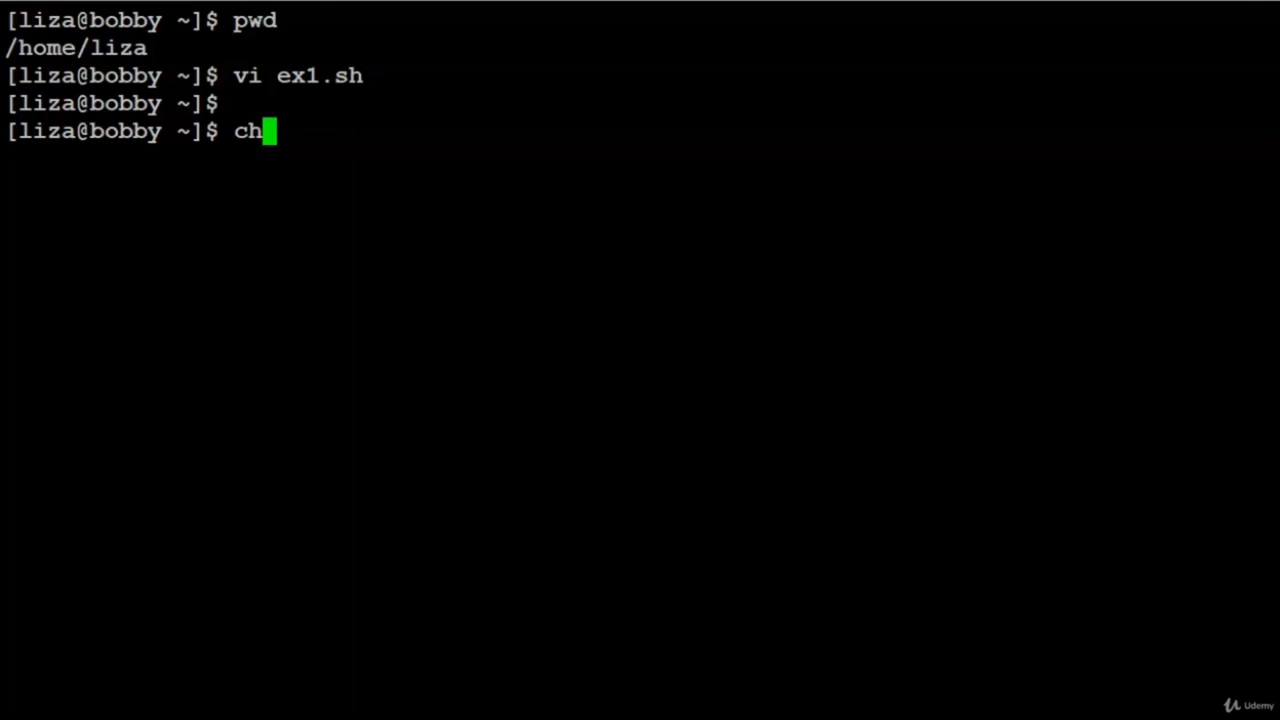 [liza@bobby ~]$ pwd
/home/liza
[liza@bobby ~]$ vi ex1.sh
[liza@bobby ~]$
[liza@bobby ~]$ ch
Udemy